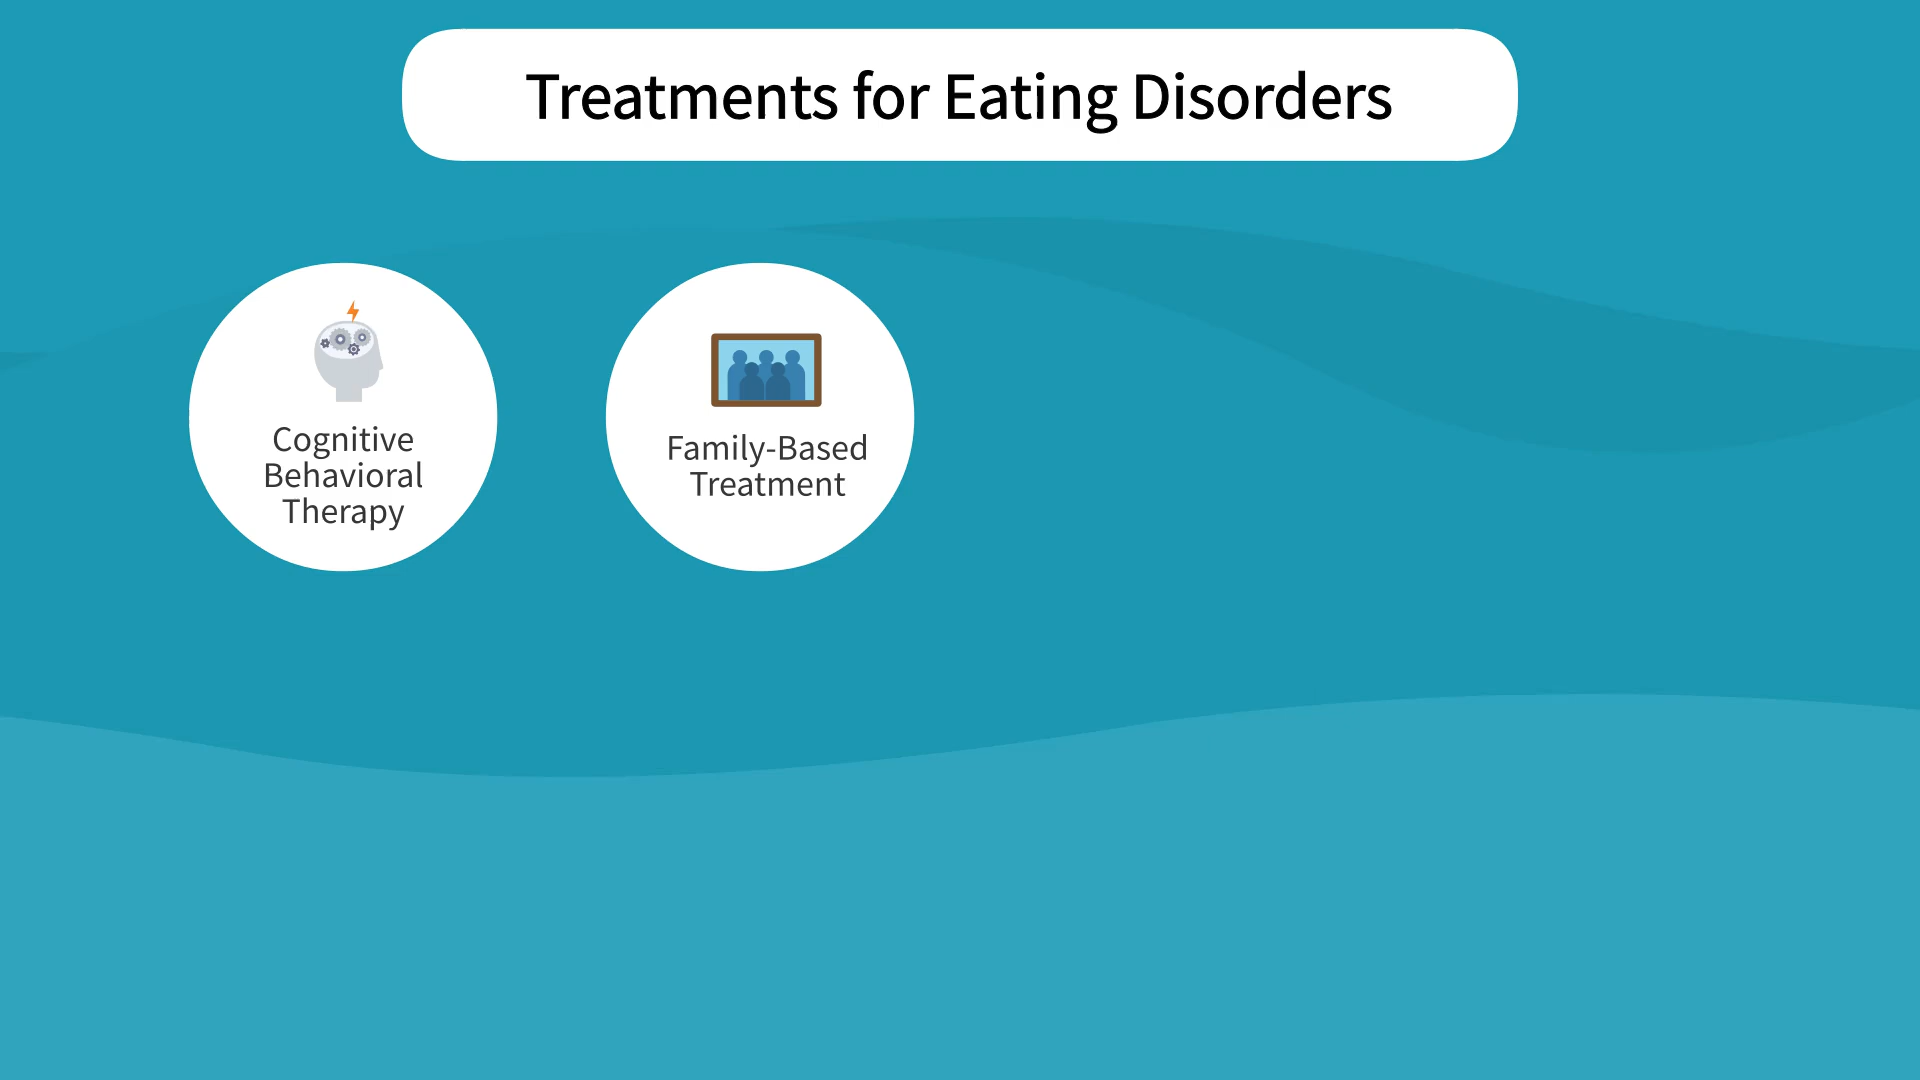 Treatments for Eating Disorders
Cognitive
Behavioral
Therapy
Family-Based
Treatment